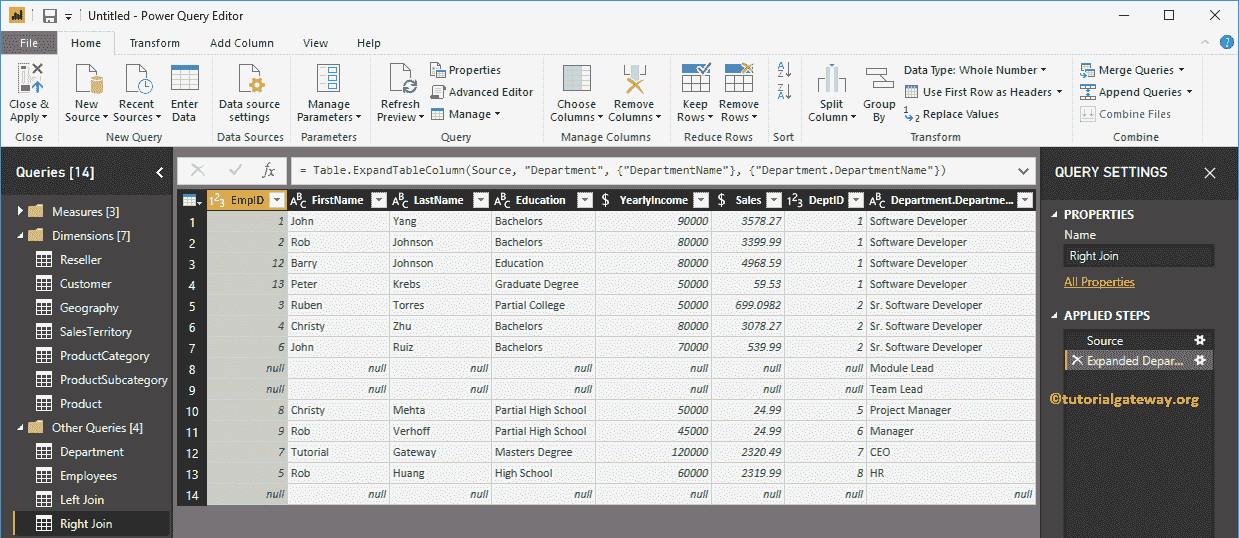 Untitled - Power Query Editor
File Home Transform Add Column View Help
Close & Apply
New Source
Recent Sources
Enter Data
Data source settings
Manage Parameters
Refresh Preview
Properties
Advanced Editor
Manage
Choose Columns
Remove Columns
Keep Rows
Remove Rows
Split Column
Group By
Data Type: Whole Number
Use First Row as Headers
Replace Values
Merge Queries
Append Queries
Combine Files
Close New Query Data Sources Parameters Query Manage Columns Reduce Rows Sort Transform Combine
Queries [14]
Measures [3]
Dimensions [7]
Reseller
Customer
Geography
SalesTerritory
ProductCategory
ProductSubcategory
Product
Other Queries [4]
Department
Employees
Left Join
Right Join
fx = Table.ExpandTableColumn(Source, "Department", {"DepartmentName"}, {"Department.DepartmentName"})
EmpID FirstName LastName Education YearlyIncome Sales DeptID Department.Departme...
1 1 John Yang Bachelors 90000 3578.27 1 Software Developer
2 2 Rob Johnson Bachelors 80000 3399.99 1 Software Developer
3 12 Barry Johnson Education 80000 4968.59 1 Software Developer
4 13 Peter Krebs Graduate Degree 50000 59.53 1 Software Developer
5 3 Ruben Torres Partial College 50000 699.0982 2 Sr. Software Developer
6 4 Christy Zhu Bachelors 80000 3078.27 2 Sr. Software Developer
7 6 John Ruiz Bachelors 70000 539.99 2 Sr. Software Developer
8 null null null null null null null Module Lead
9 null null null null null null null Team Lead
10 8 Christy Mehta Partial High School 50000 24.99 5 Project Manager
11 9 Rob Verhoff Partial High School 45000 24.99 6 Manager
12 7 Tutorial Gateway Masters Degree 120000 2320.49 7 CEO
13 5 Rob Huang High School 60000 2319.99 8 HR
14 null null null null null null null null
QUERY SETTINGS
PROPERTIES
Name
Right Join
All Properties
APPLIED STEPS
Source
Expanded Depar...
©tutorialgateway.org